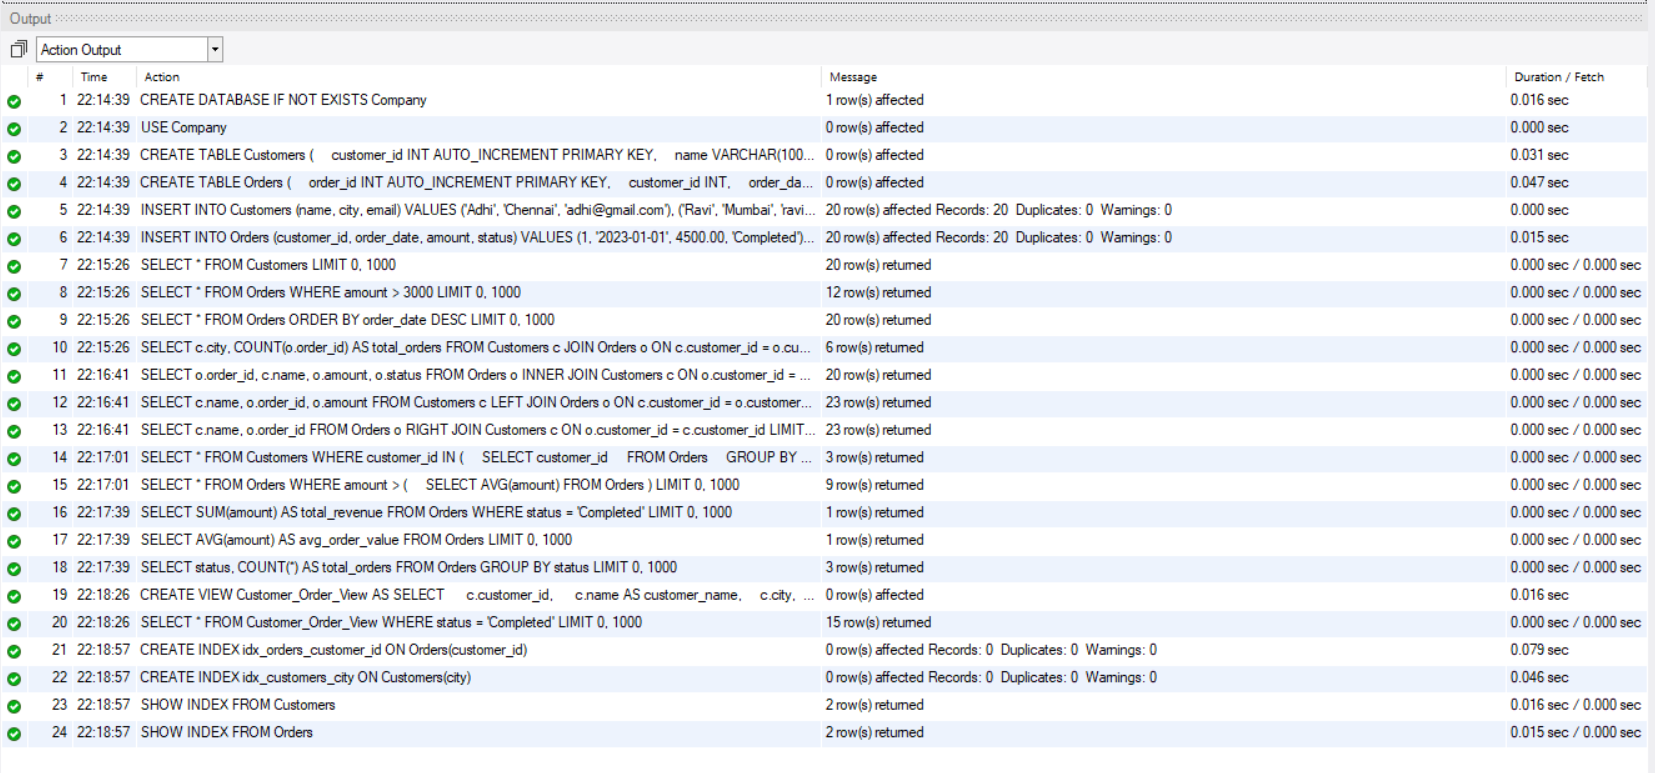 Output
Action Output
# Time Action Message Duration / Fetch
1 22:14:39 CREATE DATABASE IF NOT EXISTS Company 1 row(s) affected 0.016 sec
2 22:14:39 USE Company 0 row(s) affected 0.000 sec
3 22:14:39 CREATE TABLE Customers ( customer_id INT AUTO_INCREMENT PRIMARY KEY, name VARCHAR(100... 0 row(s) affected 0.031 sec
4 22:14:39 CREATE TABLE Orders ( order_id INT AUTO_INCREMENT PRIMARY KEY, customer_id INT, order_da... 0 row(s) affected 0.047 sec
5 22:14:39 INSERT INTO Customers (name, city, email) VALUES ('Adhi', 'Chennai', 'adhi@gmail.com'), ('Ravi', 'Mumbai', 'ravi... 20 row(s) affected Records: 20 Duplicates: 0 Warnings: 0 0.000 sec
6 22:14:39 INSERT INTO Orders (customer_id, order_date, amount, status) VALUES (1, '2023-01-01', 4500.00, 'Completed')... 20 row(s) affected Records: 20 Duplicates: 0 Warnings: 0 0.015 sec
7 22:15:26 SELECT * FROM Customers LIMIT 0, 1000 20 row(s) returned 0.000 sec / 0.000 sec
8 22:15:26 SELECT * FROM Orders WHERE amount > 3000 LIMIT 0, 1000 12 row(s) returned 0.000 sec / 0.000 sec
9 22:15:26 SELECT * FROM Orders ORDER BY order_date DESC LIMIT 0, 1000 20 row(s) returned 0.000 sec / 0.000 sec
10 22:15:26 SELECT c.city, COUNT(o.order_id) AS total_orders FROM Customers c JOIN Orders o ON c.customer_id = o.cu... 6 row(s) returned 0.000 sec / 0.000 sec
11 22:16:41 SELECT o.order_id, c.name, o.amount, o.status FROM Orders o INNER JOIN Customers c ON o.customer_id = ... 20 row(s) returned 0.000 sec / 0.000 sec
12 22:16:41 SELECT c.name, o.order_id, o.amount FROM Customers c LEFT JOIN Orders o ON c.customer_id = o.customer... 23 row(s) returned 0.000 sec / 0.000 sec
13 22:16:41 SELECT c.name, o.order_id FROM Orders o RIGHT JOIN Customers c ON o.customer_id = c.customer_id LIMIT... 23 row(s) returned 0.000 sec / 0.000 sec
14 22:17:01 SELECT * FROM Customers WHERE customer_id IN ( SELECT customer_id FROM Orders GROUP BY ... 3 row(s) returned 0.000 sec / 0.000 sec
15 22:17:01 SELECT * FROM Orders WHERE amount > ( SELECT AVG(amount) FROM Orders ) LIMIT 0, 1000 9 row(s) returned 0.000 sec / 0.000 sec
16 22:17:39 SELECT SUM(amount) AS total_revenue FROM Orders WHERE status = 'Completed' LIMIT 0, 1000 1 row(s) returned 0.000 sec / 0.000 sec
17 22:17:39 SELECT AVG(amount) AS avg_order_value FROM Orders LIMIT 0, 1000 1 row(s) returned 0.000 sec / 0.000 sec
18 22:17:39 SELECT status, COUNT(*) AS total_orders FROM Orders GROUP BY status LIMIT 0, 1000 3 row(s) returned 0.000 sec / 0.000 sec
19 22:18:26 CREATE VIEW Customer_Order_View AS SELECT c.customer_id, c.name AS customer_name, c.city, ... 0 row(s) affected 0.016 sec
20 22:18:26 SELECT * FROM Customer_Order_View WHERE status = 'Completed' LIMIT 0, 1000 15 row(s) returned 0.000 sec / 0.000 sec
21 22:18:57 CREATE INDEX idx_orders_customer_id ON Orders(customer_id) 0 row(s) affected Records: 0 Duplicates: 0 Warnings: 0 0.079 sec
22 22:18:57 CREATE INDEX idx_customers_city ON Customers(city) 0 row(s) affected Records: 0 Duplicates: 0 Warnings: 0 0.046 sec
23 22:18:57 SHOW INDEX FROM Customers 2 row(s) returned 0.016 sec / 0.000 sec
24 22:18:57 SHOW INDEX FROM Orders 2 row(s) returned 0.015 sec / 0.000 sec